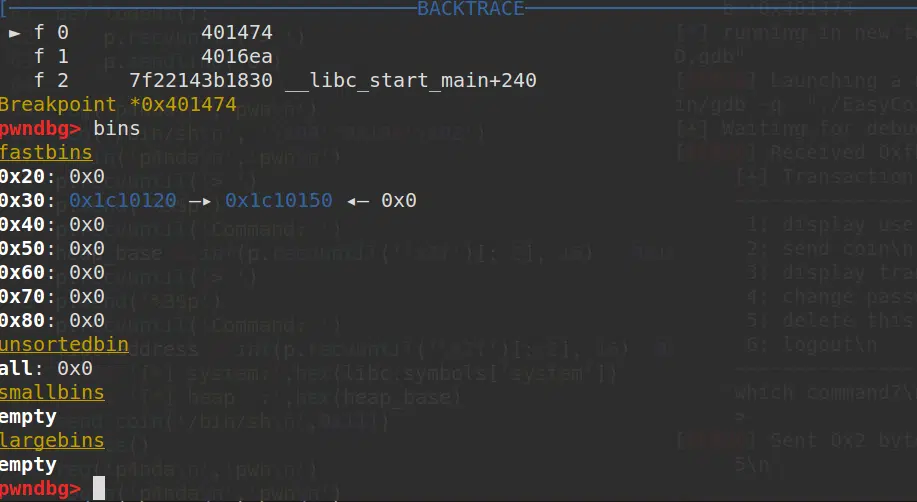 [ BACKTRACE
► f 0 401474
f 1 4016ea
f 2 7f22143b1830 __libc_start_main+240
Breakpoint *0x401474
pwndbg> bins
fastbins
0x20: 0x0
0x30: 0x1c10120 —▸ 0x1c10150 ◂— 0x0
0x40: 0x0
0x50: 0x0
0x60: 0x0
0x70: 0x0
0x80: 0x0
unsortedbin
all: 0x0
smallbins
empty
largebins
empty
pwndbg>
b *0x401474
[*] running in new t
D.gdb"
Launching a
in/gdb -q "./EasyCo
[+] Waiting for debu
Received 0xf
[+] Transaction
1: display use
2: send coin\n
3: display tra
4: change pass
5: delete this
6: logout\n
which command?\n
>
Sent 0x2 byt
5\n